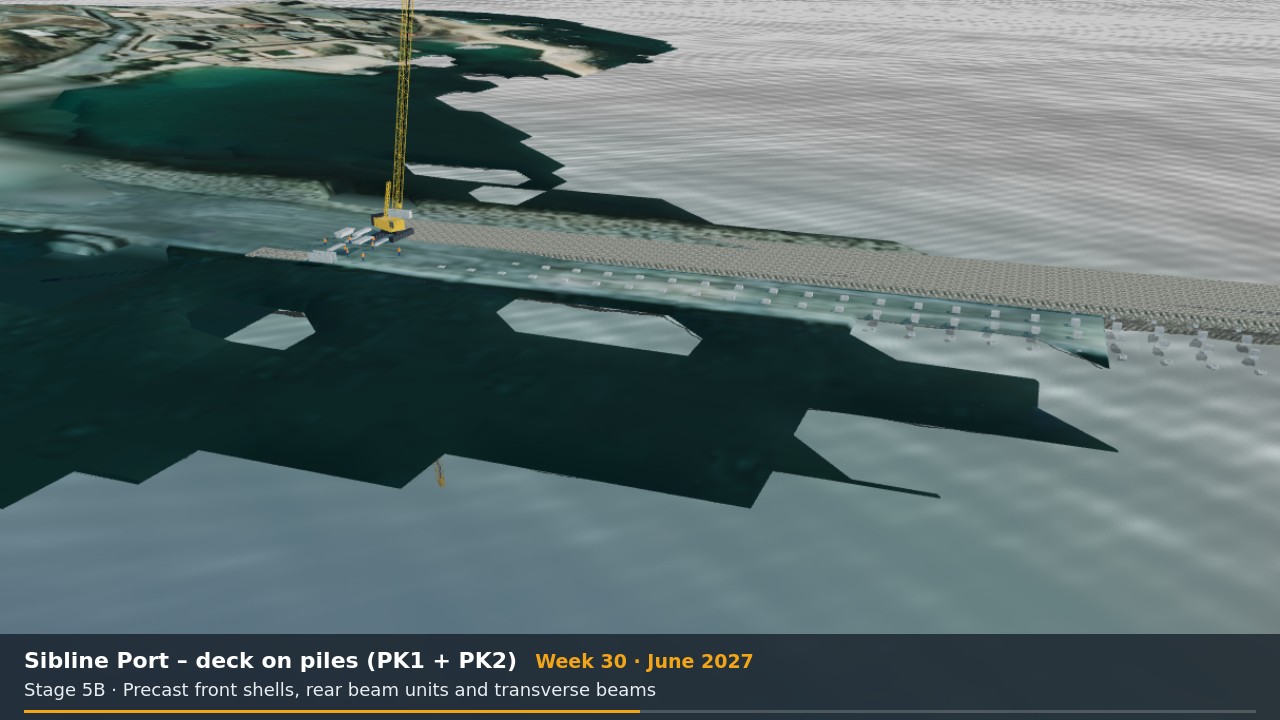 Sibline Port – deck on piles (PK1 + PK2) Week 30 · June 2027
Stage 5B · Precast front shells, rear beam units and transverse beams